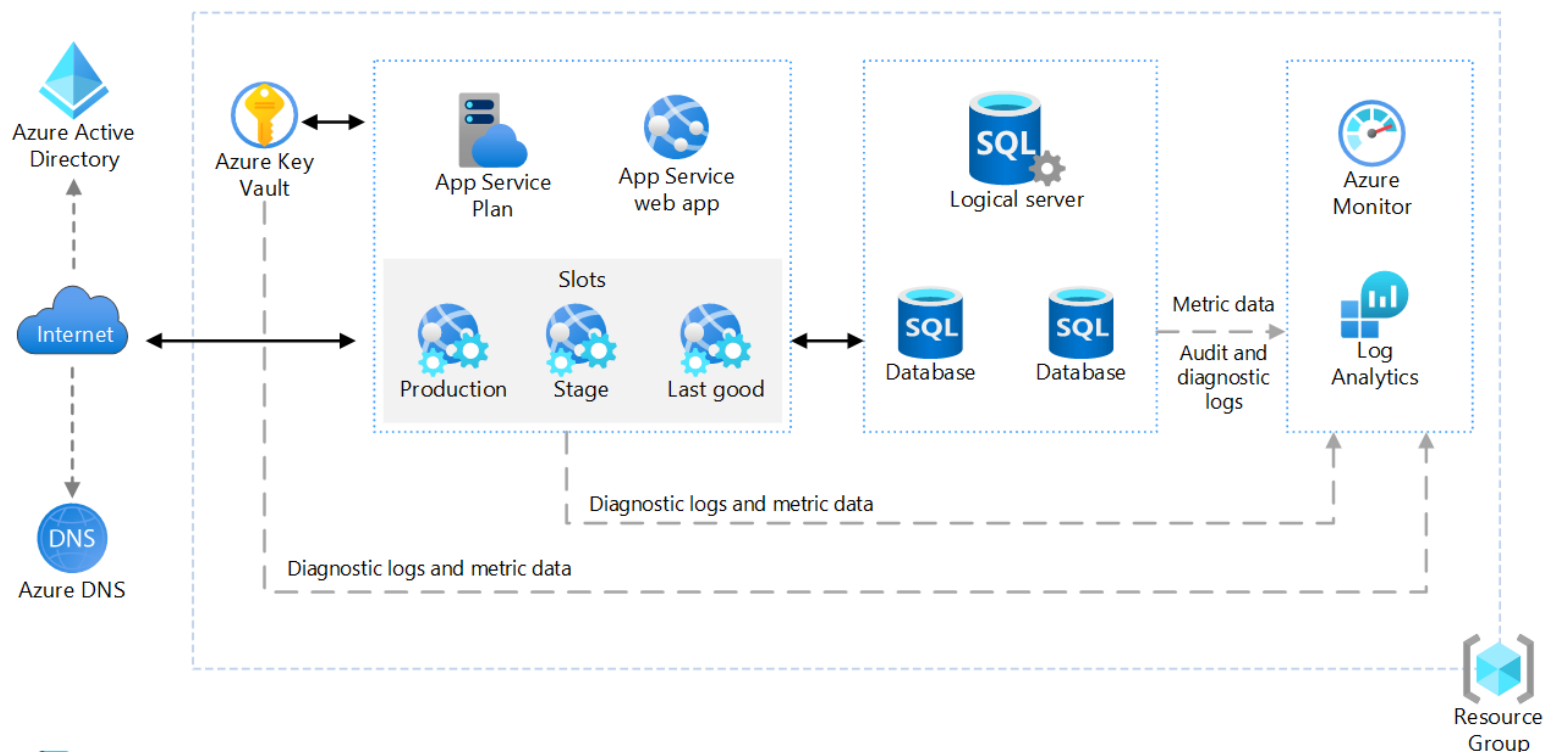 Azure Active
Directory
Internet
DNS
Azure DNS
Azure Key
Vault
App Service
Plan
App Service
web app
Slots
Production
Stage
Last good
SQL
Logical server
SQL
Database
SQL
Database
Metric data
Audit and
diagnostic
logs
Azure
Monitor
Log
Analytics
Diagnostic logs and metric data
Diagnostic logs and metric data
Resource
Group